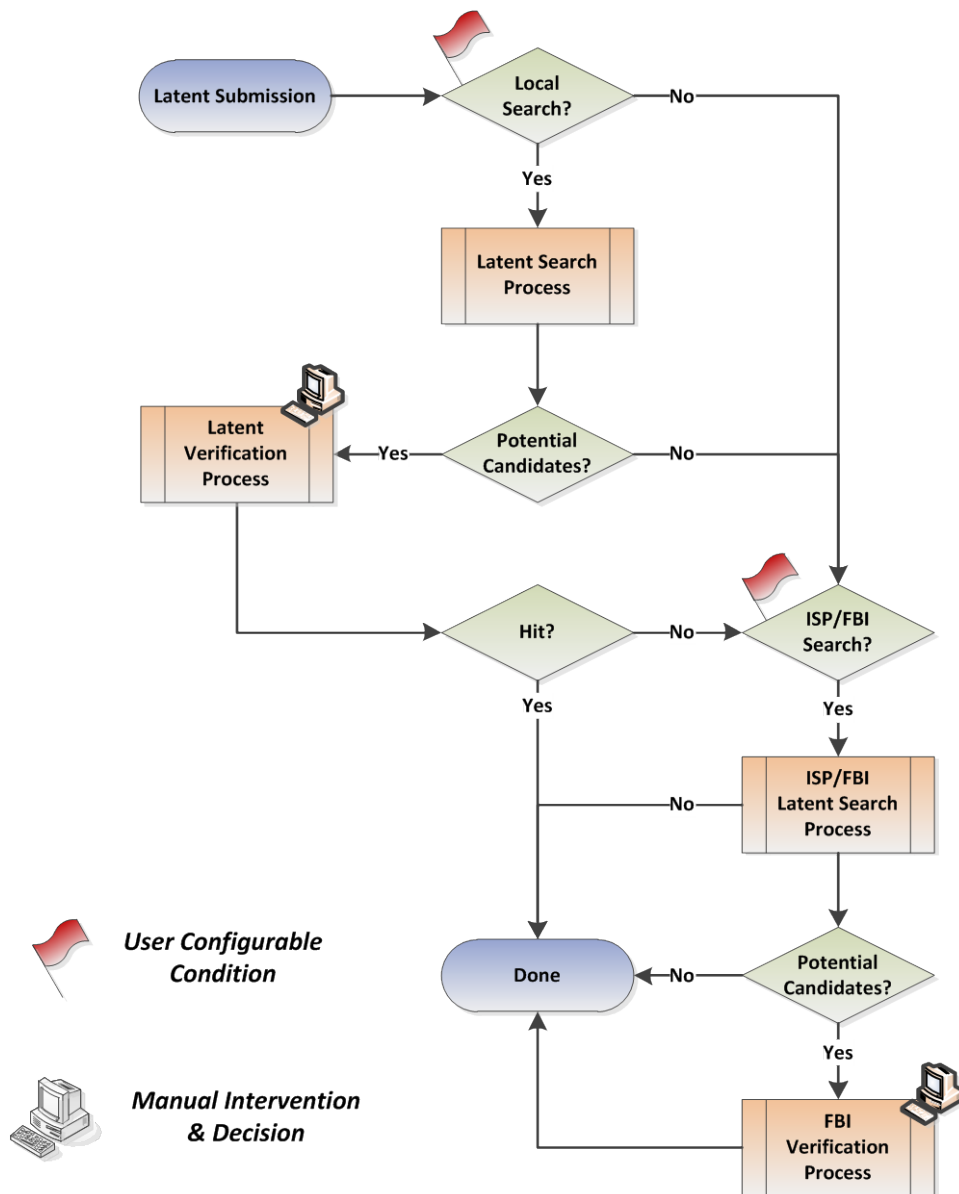 Latent Submission
Local
Search?
No
Yes
Latent Search
Process
Latent
Verification
Process
Yes
Potential
Candidates?
No
Hit?
No
ISP/FBI
Search?
Yes
Yes
ISP/FBI
Latent Search
Process
No
User Configurable
Condition
Done
No
Potential
Candidates?
Yes
Manual Intervention
& Decision
FBI
Verification
Process